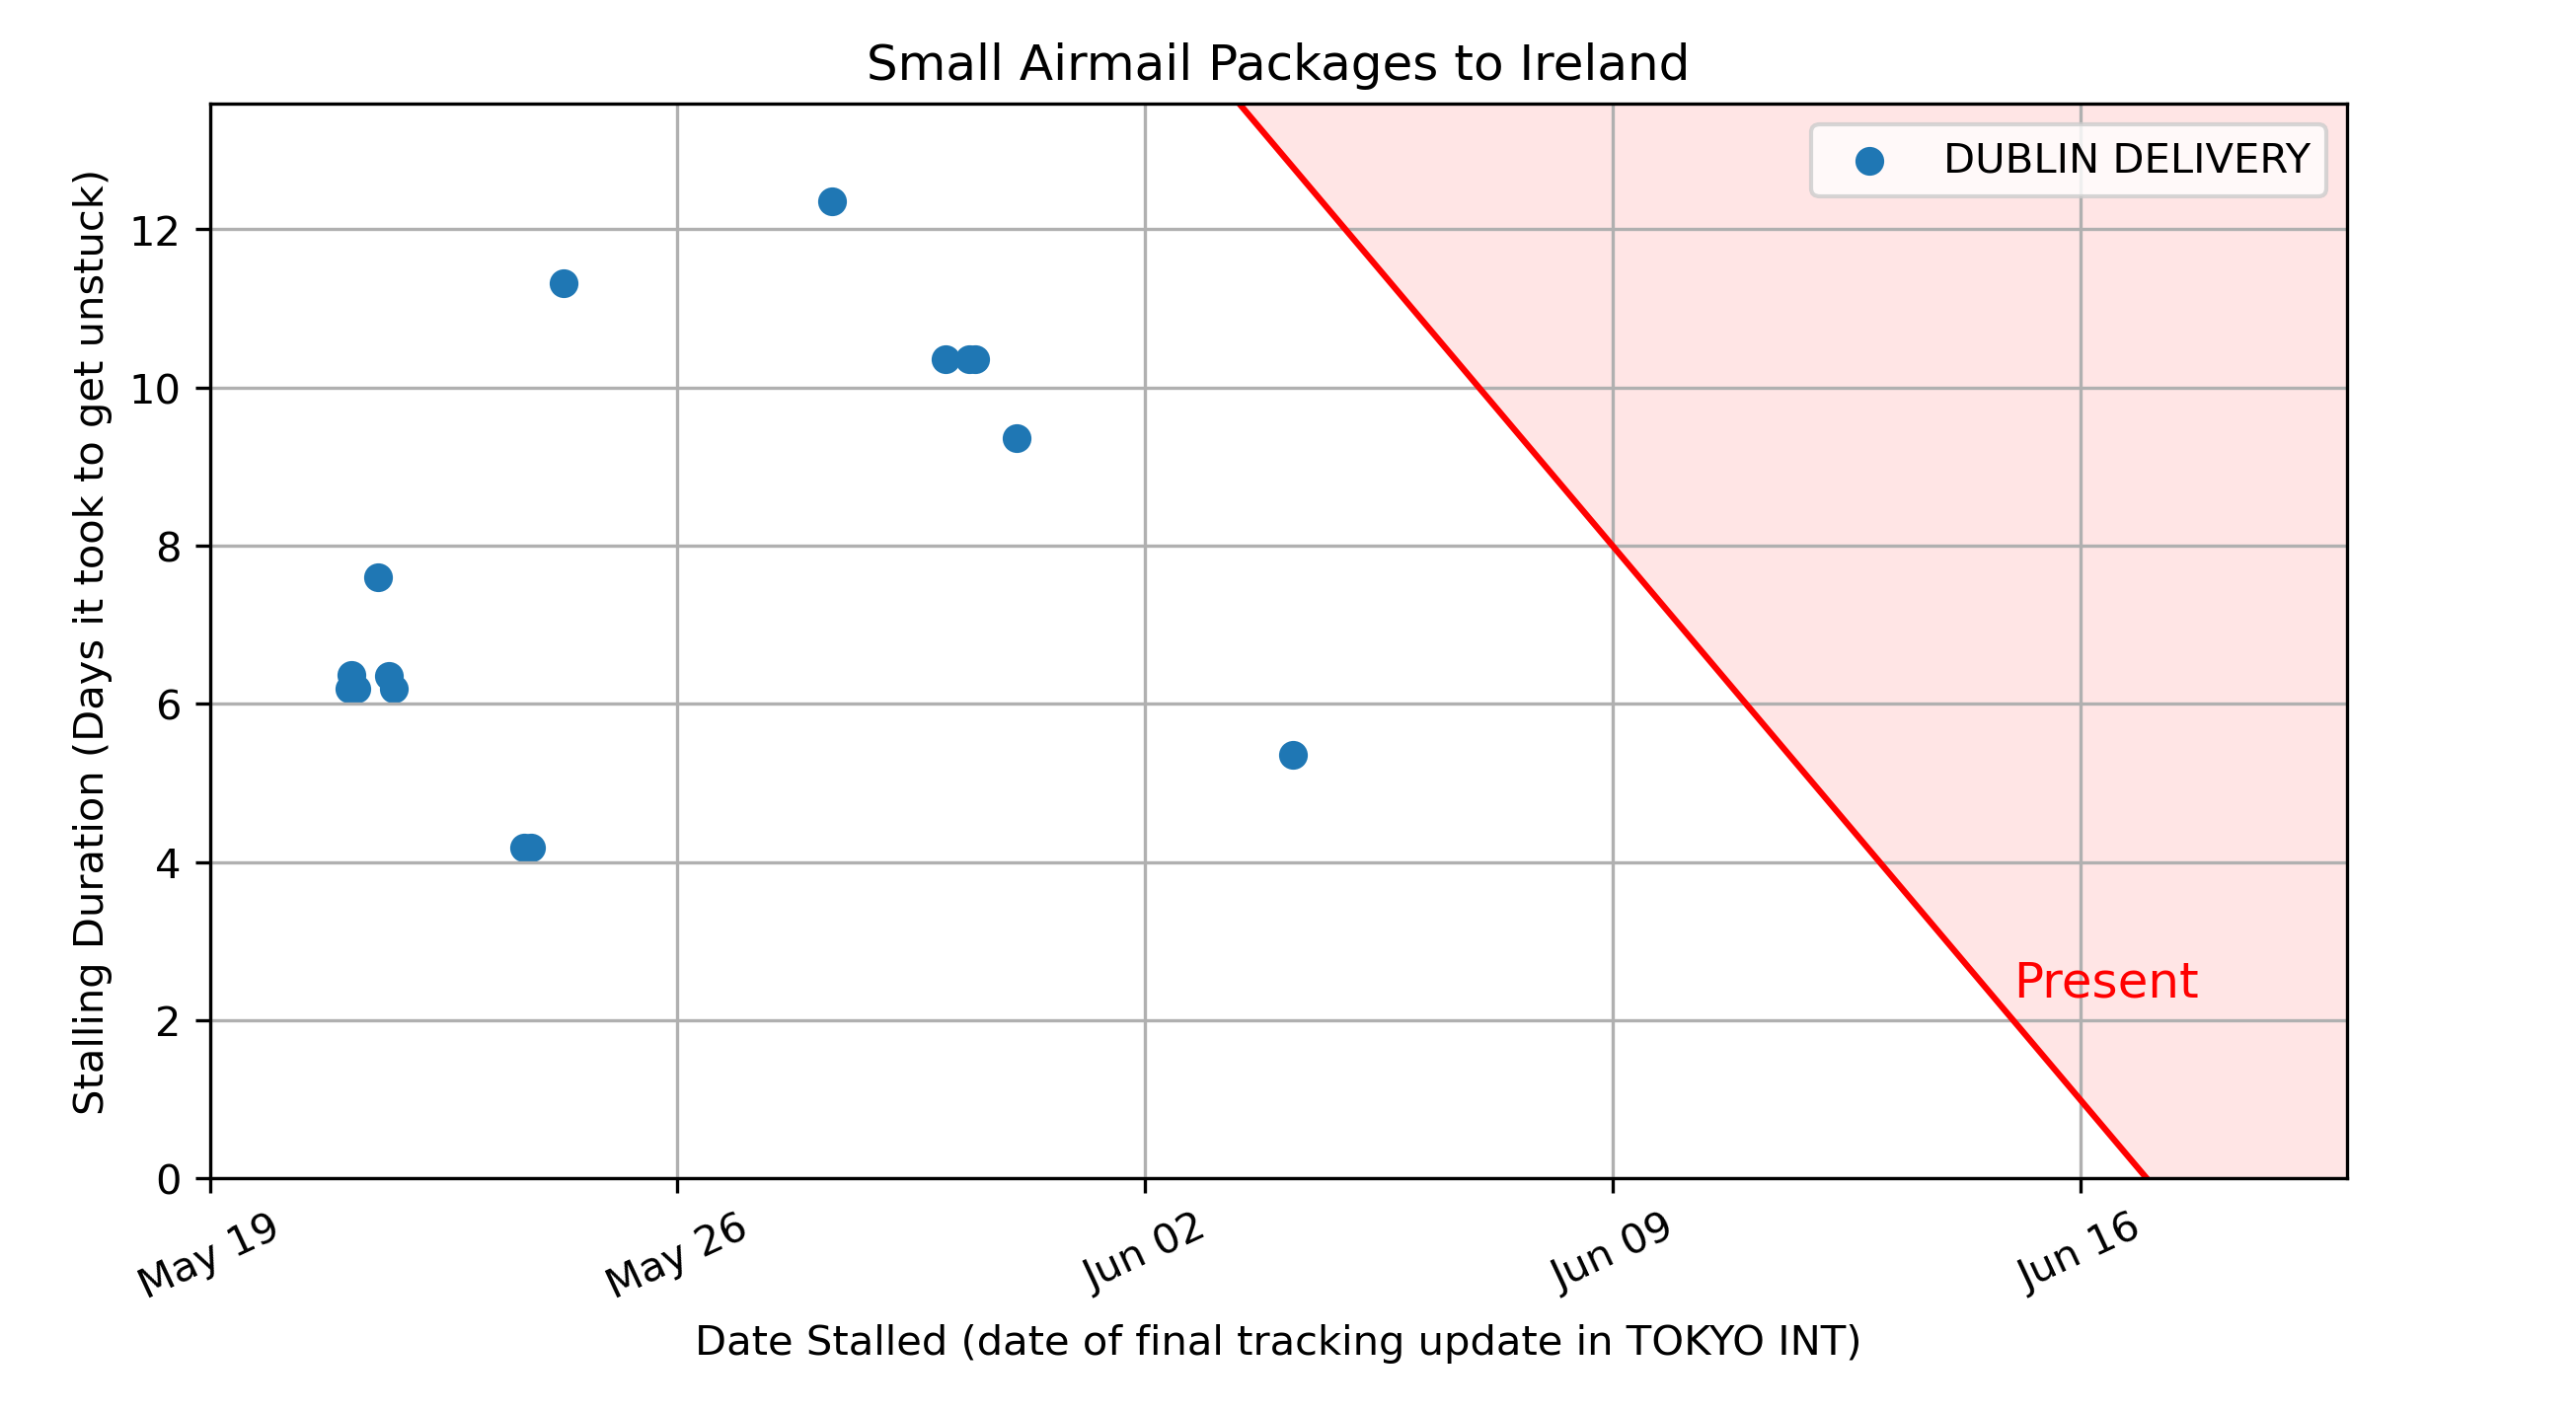 Small Airmail Packages to Ireland
DUBLIN DELIVERY
Stalling Duration (Days it took to get unstuck)
12
10
8
6
4
2
0
Present
May 19
May 26
Jun 02
Jun 09
Jun 16
Date Stalled (date of final tracking update in TOKYO INT)